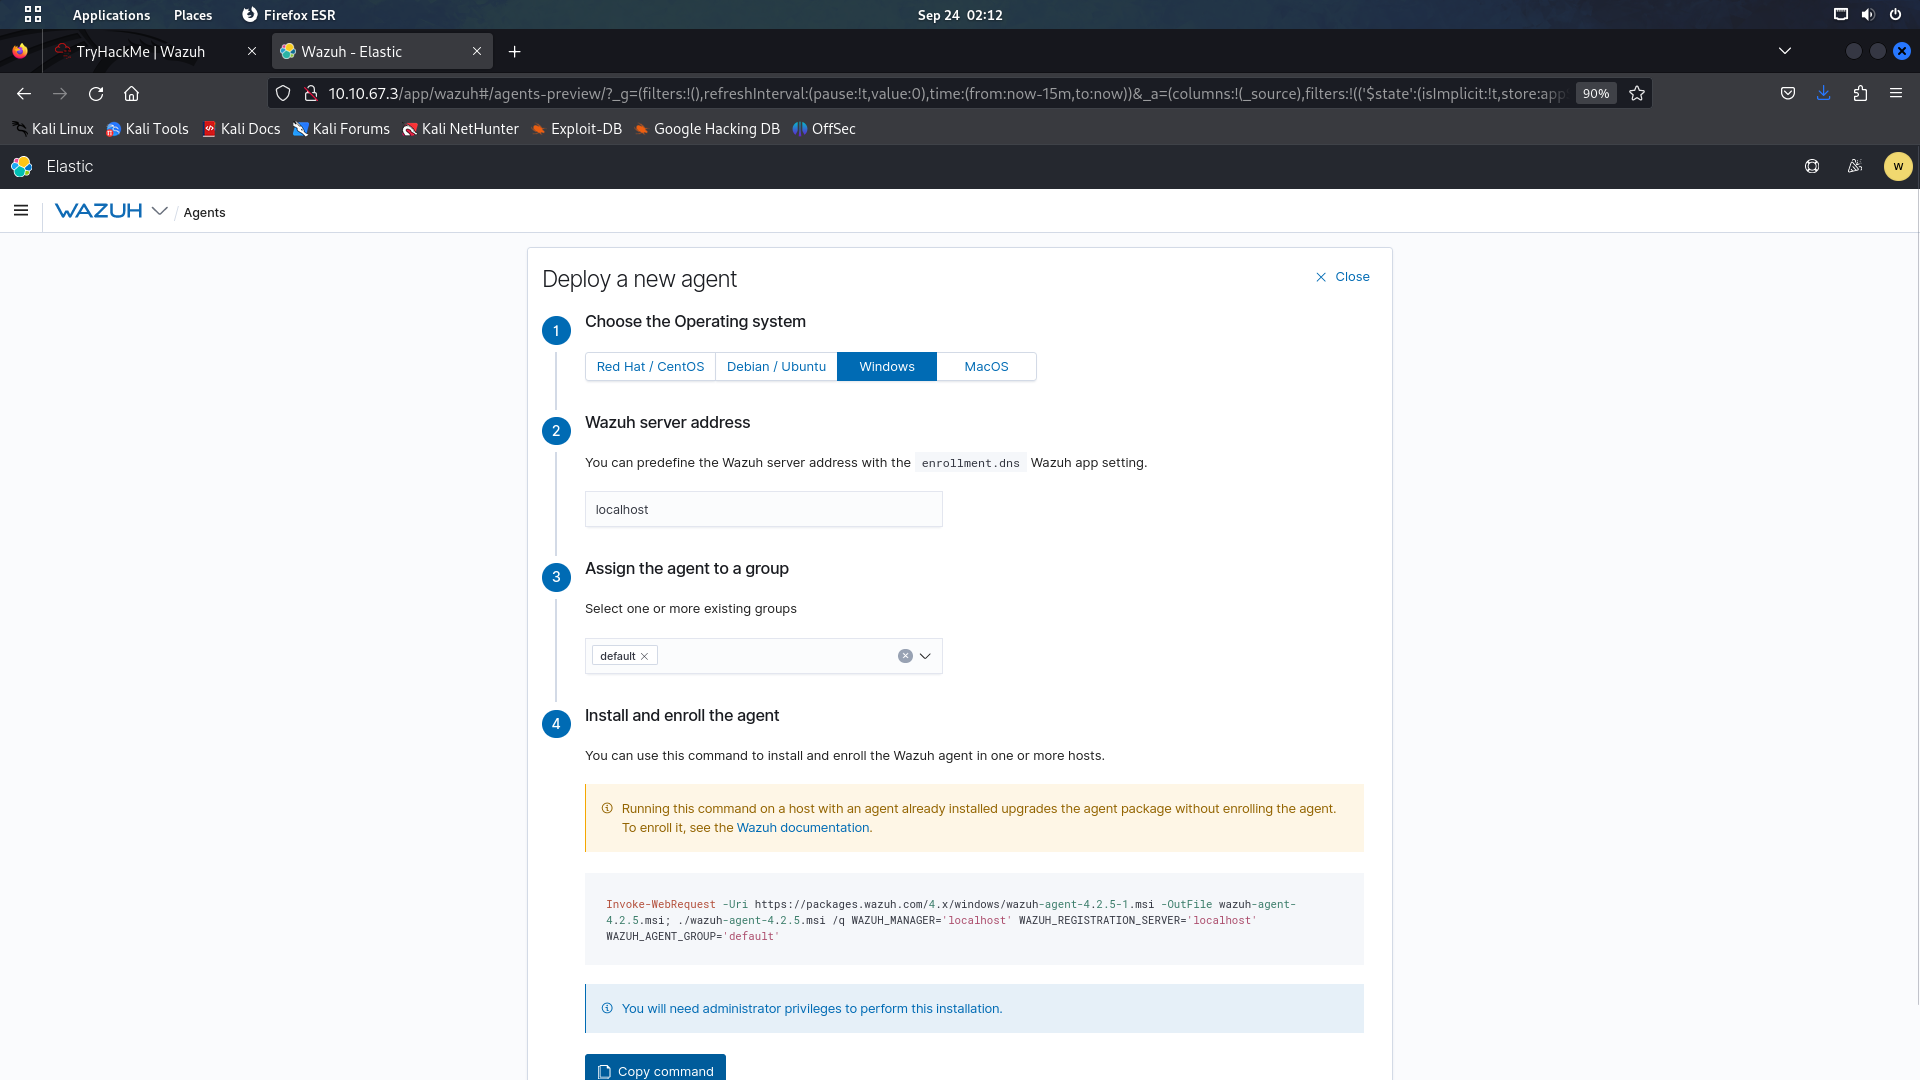 Applications Places Firefox ESR Sep 24 02:12
TryHackMe | Wazuh Wazuh - Elastic
10.10.67.3/app/wazuh#/agents-preview/?_g=(filters:!(),refreshInterval:(pause:!t,value:0),time:(from:now-15m,to:now))&_a=(columns:!(_source),filters:!(('$state':(isImplicit:!t,store:app 90%
Kali Linux Kali Tools Kali Docs Kali Forums Kali NetHunter Exploit-DB Google Hacking DB OffSec
Elastic W
WAZUH / Agents
Deploy a new agent Close
1 Choose the Operating system
Red Hat / CentOS Debian / Ubuntu Windows MacOS
2 Wazuh server address
You can predefine the Wazuh server address with the enrollment.dns Wazuh app setting.
localhost
3 Assign the agent to a group
Select one or more existing groups
default
4 Install and enroll the agent
You can use this command to install and enroll the Wazuh agent in one or more hosts.
Running this command on a host with an agent already installed upgrades the agent package without enrolling the agent.
To enroll it, see the Wazuh documentation.
Invoke-WebRequest -Uri https://packages.wazuh.com/4.x/windows/wazuh-agent-4.2.5-1.msi -OutFile wazuh-agent-
4.2.5.msi; ./wazuh-agent-4.2.5.msi /q WAZUH_MANAGER='localhost' WAZUH_REGISTRATION_SERVER='localhost'
WAZUH_AGENT_GROUP='default'
You will need administrator privileges to perform this installation.
Copy command